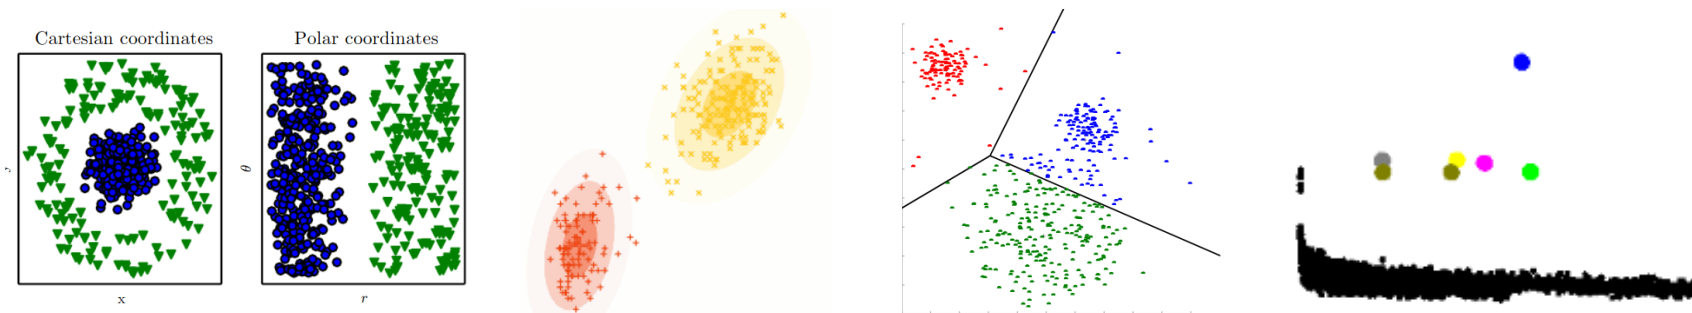 Cartesian coordinates
Polar coordinates
y
x
θ
r